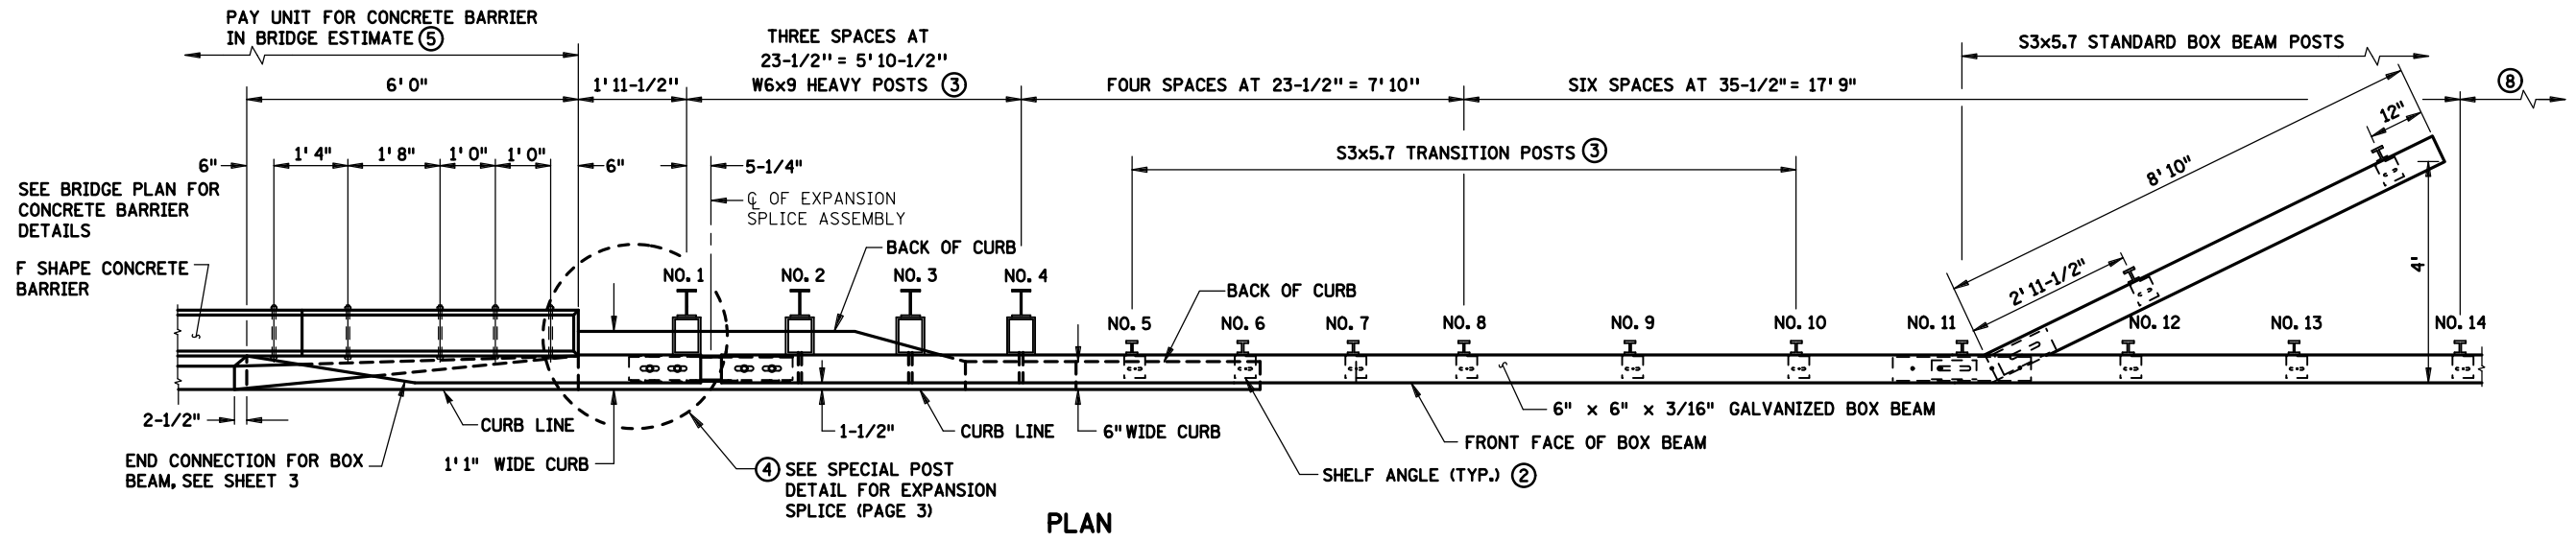 PAY UNIT FOR CONCRETE BARRIER
IN BRIDGE ESTIMATE ⑤
THREE SPACES AT
23-1/2" = 5'10-1/2"
W6x9 HEAVY POSTS ③
S3x5.7 STANDARD BOX BEAM POSTS
6'0"
1'11-1/2"
FOUR SPACES AT 23-1/2" = 7'10"
SIX SPACES AT 35-1/2" = 17'9"
⑧
12"
6"
1'4"
1'8"
1'0"
1'0"
6"
5-1/4"
S3x5.7 TRANSITION POSTS ③
8'10"
SEE BRIDGE PLAN FOR
CONCRETE BARRIER
DETAILS
℄ OF EXPANSION
SPLICE ASSEMBLY
F SHAPE CONCRETE
BARRIER
BACK OF CURB
BACK OF CURB
2'11-1/2"
4'
NO. 1
NO. 2
NO. 3
NO. 4
NO. 5
NO. 6
NO. 7
NO. 8
NO. 9
NO. 10
NO. 11
NO. 12
NO. 13
NO. 14
2-1/2"
CURB LINE
1-1/2"
CURB LINE
6" WIDE CURB
6" x 6" x 3/16" GALVANIZED BOX BEAM
FRONT FACE OF BOX BEAM
END CONNECTION FOR BOX
BEAM, SEE SHEET 3
1'1" WIDE CURB
④ SEE SPECIAL POST
DETAIL FOR EXPANSION
SPLICE (PAGE 3)
SHELF ANGLE (TYP.) ②
PLAN